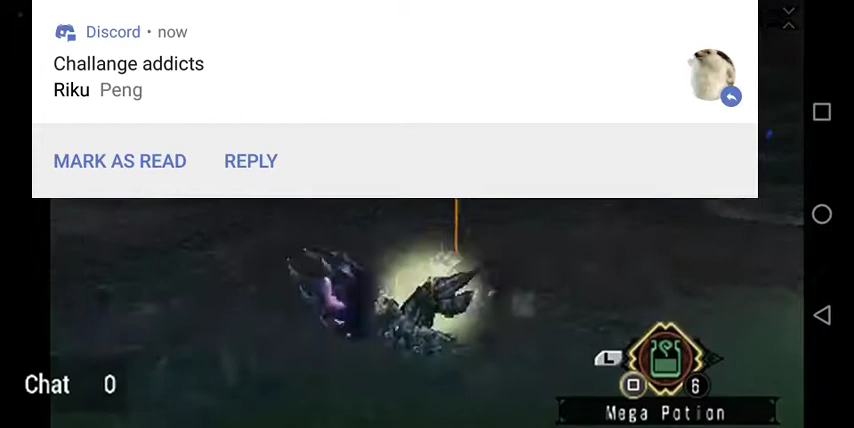 Discord • now
Challange addicts
Riku Peng
MARK AS READ REPLY
Chat 0
L
6
Mega Potion